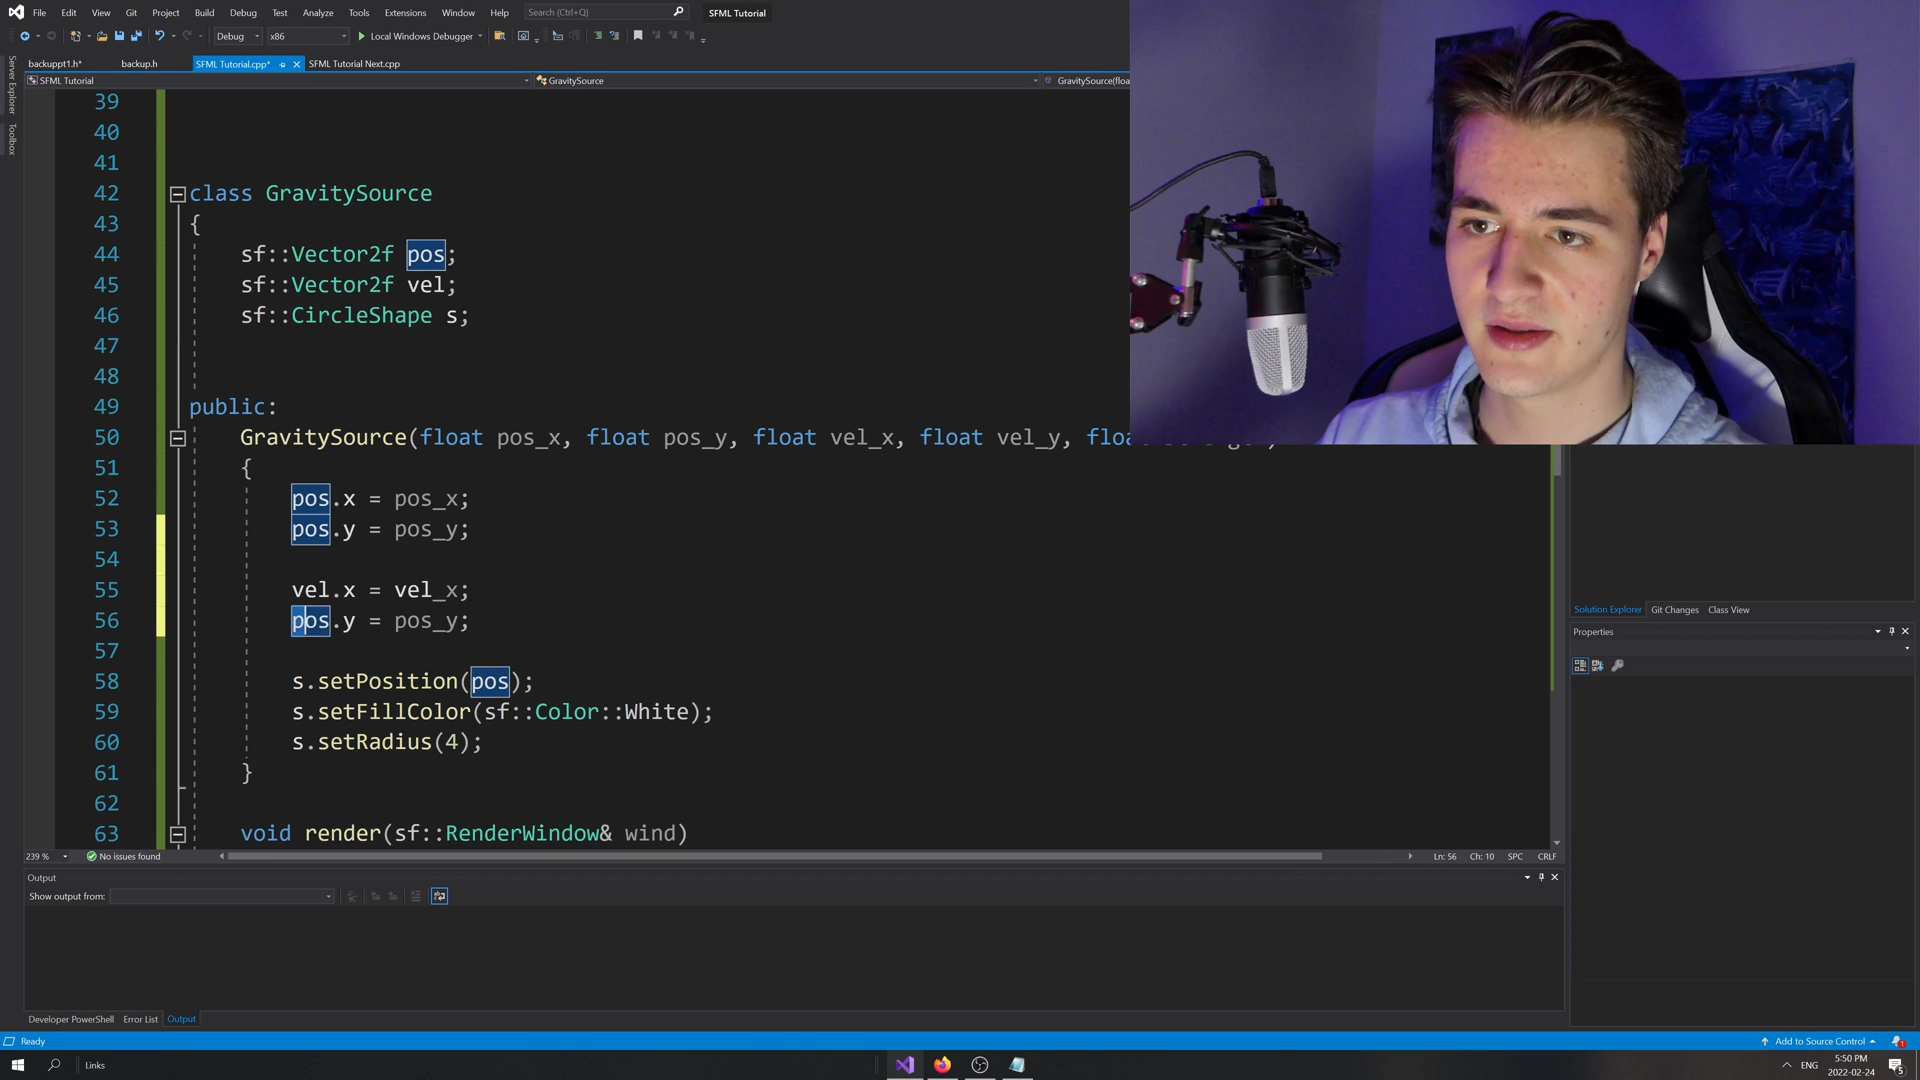 File Edit View Git Project Build Debug Test Analyze Tools Extensions Window Help Search (Ctrl+Q) SFML Tutorial
Debug x86 Local Windows Debugger
backuppt1.h* backup.h SFML Tutorial.cpp* SFML Tutorial Next.cpp
Server Explorer
Toolbox
SFML Tutorial GravitySource GravitySource(floa
39
40
41
42 class GravitySource
43 {
44 sf::Vector2f pos;
45 sf::Vector2f vel;
46 sf::CircleShape s;
47
48
49 public:
50 GravitySource(float pos_x, float pos_y, float vel_x, float vel_y,
51 {
52 pos.x = pos_x;
53 pos.y = pos_y;
54
55 vel.x = vel_x;
56 pos.y = pos_y;
57
58 s.setPosition(pos);
59 s.setFillColor(sf::Color::White);
60 s.setRadius(4);
61 }
62
63 void render(sf::RenderWindow& wind)
239 % No issues found Ln: 56 Ch: 10 SPC CRLF
Solution Explorer Git Changes Class View
Properties
Output
Show output from:
Developer PowerShell Error List Output
Ready Add to Source Control 1
Links ENG 5:50 PM
2022-02-24 5